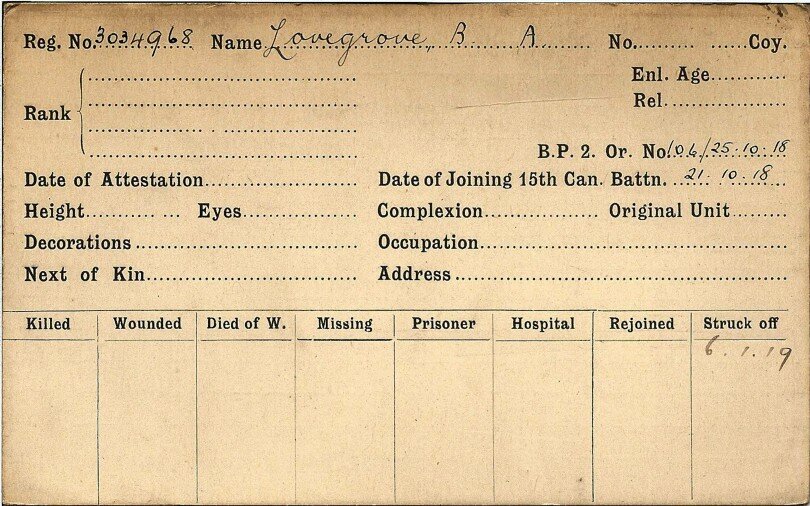 Reg. No. 3034968 Name Lovegrove, B A No. Coy.
Enl. Age
Rel.
Rank
B.P. 2. Or. No. 106/25.10.18
Date of Attestation Date of Joining 15th Can. Battn. 21.10.18
Height Eyes Complexion Original Unit
Decorations Occupation
Next of Kin Address
Killed Wounded Died of W. Missing Prisoner Hospital Rejoined Struck off
6.1.19